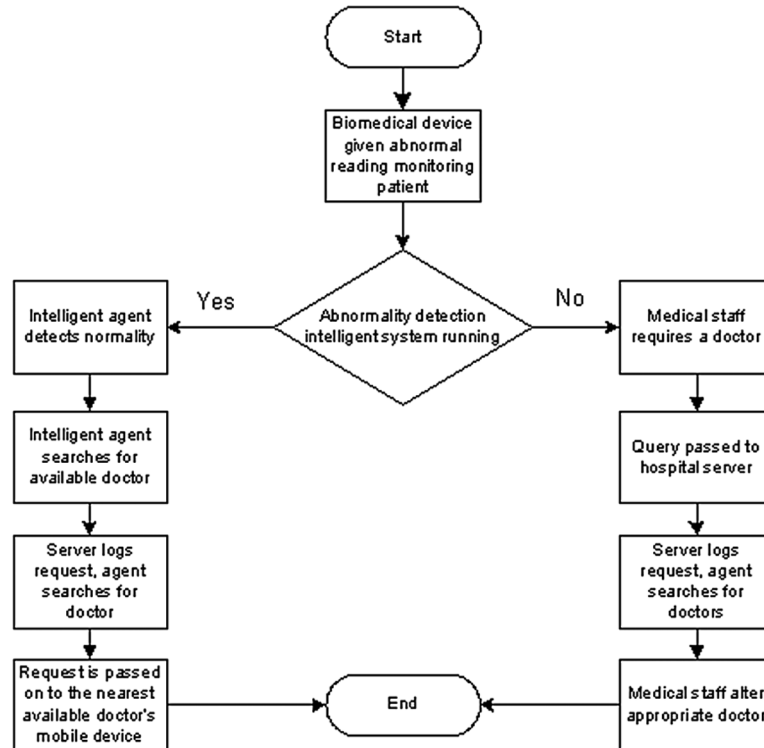 Start
Biomedical device
given abnormal
reading monitoring
patient
Abnormality detection
intelligent system running
Yes
No
Intelligent agent
detects normality
Intelligent agent
searches for
available doctor
Server logs
request, agent
searches for
doctor
Request is passed
on to the nearest
available doctor's
mobile device
Medical staff
requires a doctor
Query passed to
hospital server
Server logs
request, agent
searches for
doctors
Medical staff alter
appropriate doctor
End